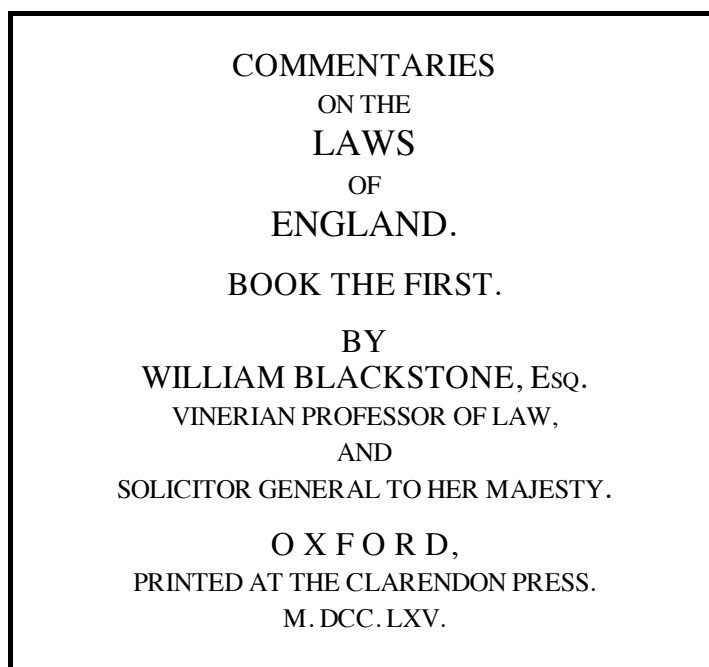 COMMENTARIES
ON THE
LAWS
OF
ENGLAND.
BOOK THE FIRST.
BY
WILLIAM BLACKSTONE, ESQ.
VINERIAN PROFESSOR OF LAW,
AND
SOLICITOR GENERAL TO HER MAJESTY.
O X F O R D,
PRINTED AT THE CLARENDON PRESS.
M. DCC. LXV.